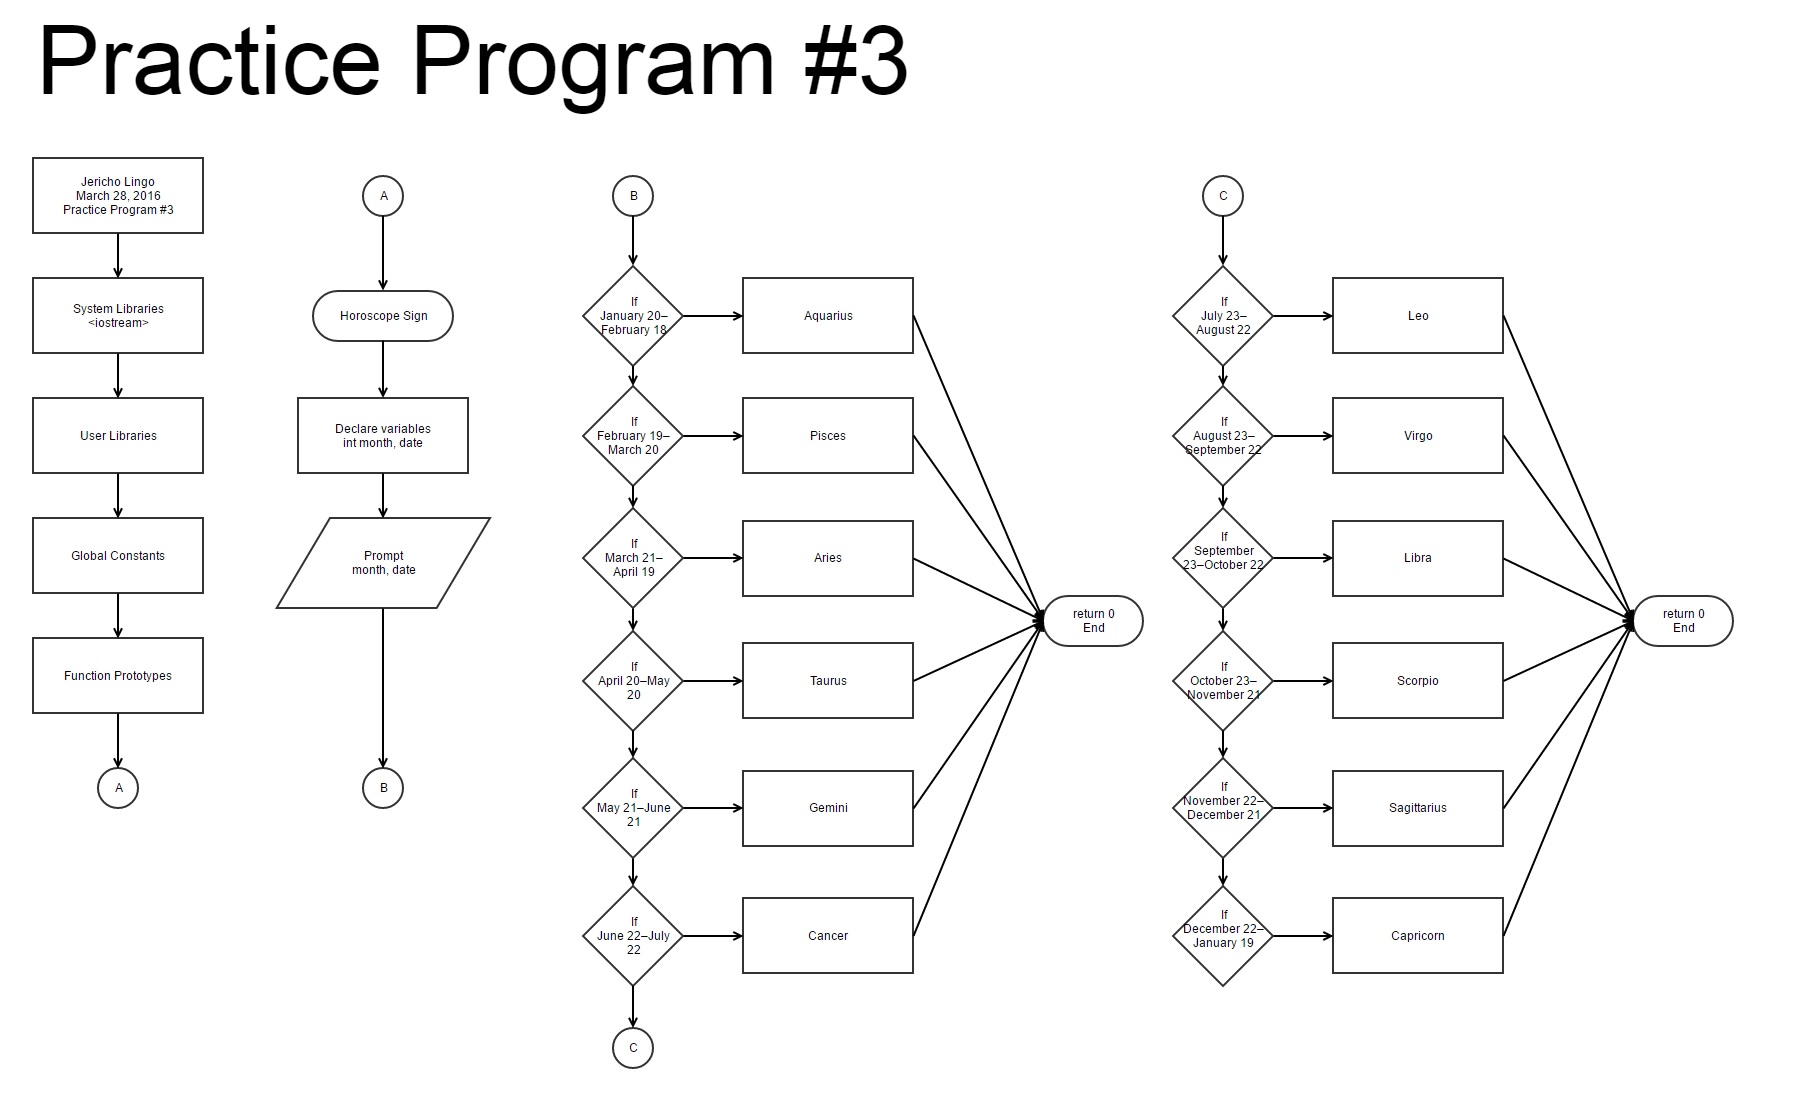 Practice Program #3
Jericho Lingo
March 28, 2016
Practice Program #3
System Libraries
<iostream>
User Libraries
Global Constants
Function Prototypes
A
A
Horoscope Sign
Declare variables
int month, date
Prompt
month, date
B
B
If
January 20–
February 18
Aquarius
If
February 19–
March 20
Pisces
If
March 21–
April 19
Aries
If
April 20–May
20
Taurus
If
May 21–June
21
Gemini
If
June 22–July
22
Cancer
C
return 0
End
C
If
July 23–
August 22
Leo
If
August 23–
September 22
Virgo
If
September
23–October 22
Libra
If
October 23–
November 21
Scorpio
If
November 22–
December 21
Sagittarius
If
December 22–
January 19
Capricorn
return 0
End